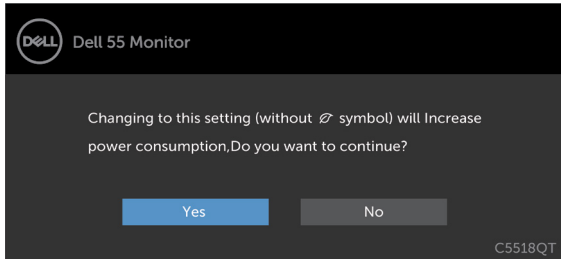 DELL
Dell 55 Monitor
Changing to this setting (without symbol) will Increase
power consumption,Do you want to continue?
Yes
No
C5518QT